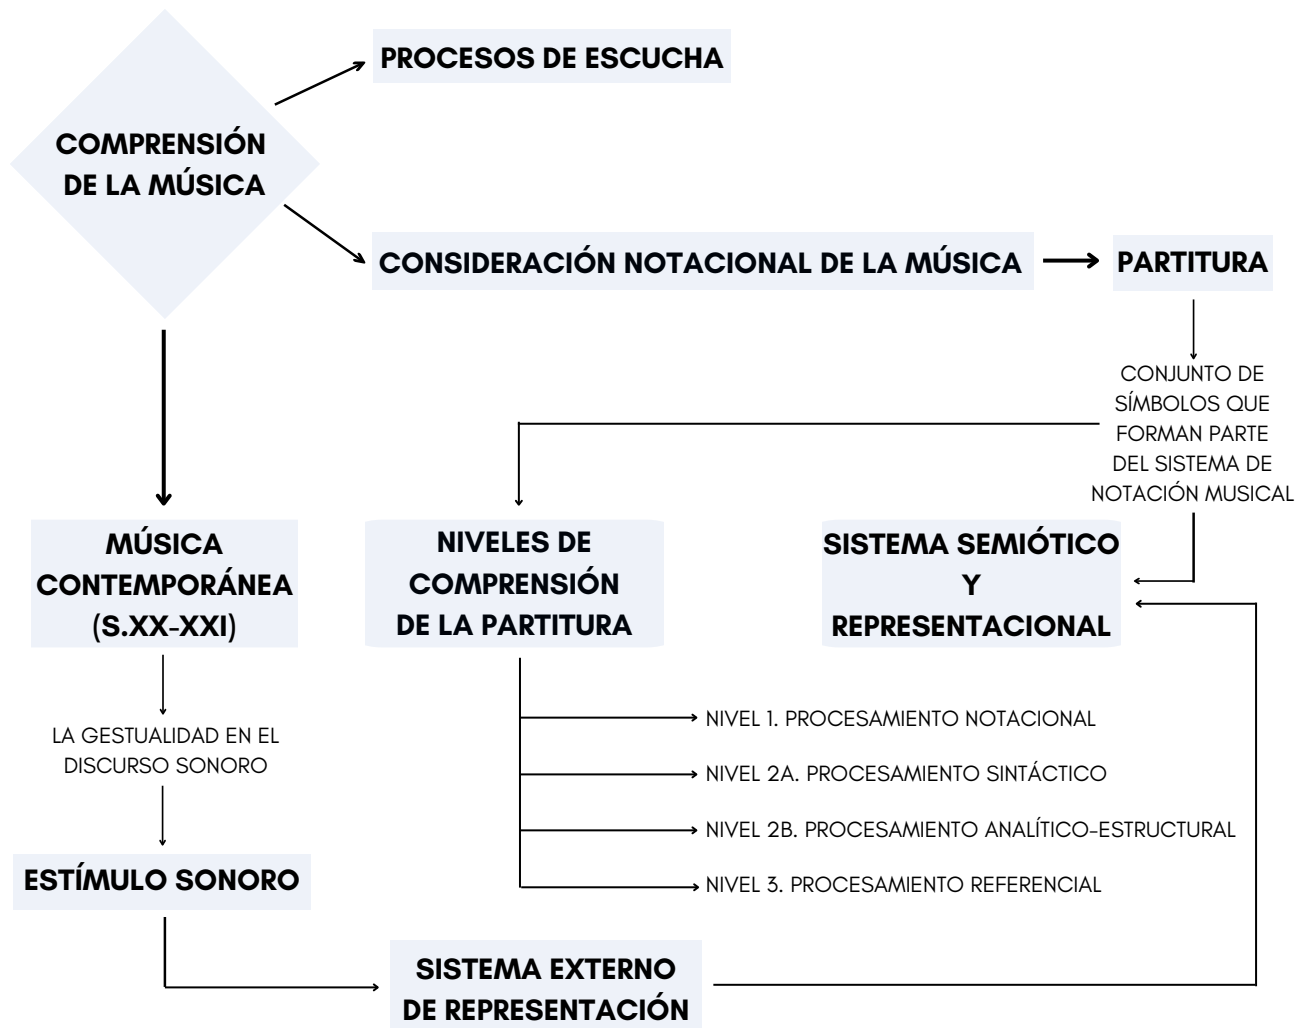 PROCESOS DE ESCUCHA
COMPRENSIÓN
DE LA MÚSICA
CONSIDERACIÓN NOTACIONAL DE LA MÚSICA
PARTITURA
CONJUNTO DE
SÍMBOLOS QUE
FORMAN PARTE
DEL SISTEMA DE
NOTACIÓN MUSICAL
MÚSICA
CONTEMPORÁNEA
(S.XX-XXI)
NIVELES DE
COMPRENSIÓN
DE LA PARTITURA
SISTEMA SEMIÓTICO
Y
REPRESENTACIONAL
LA GESTUALIDAD EN EL
DISCURSO SONORO
NIVEL 1. PROCESAMIENTO NOTACIONAL
NIVEL 2A. PROCESAMIENTO SINTÁCTICO
NIVEL 2B. PROCESAMIENTO ANALÍTICO-ESTRUCTURAL
NIVEL 3. PROCESAMIENTO REFERENCIAL
ESTÍMULO SONORO
SISTEMA EXTERNO
DE REPRESENTACIÓN